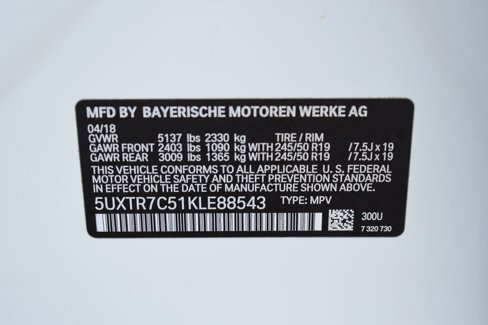 MFD BY BAYERISCHE MOTOREN WERKE AG
04/18
GVWR 5137 lbs 2330 kg TIRE / RIM
GAWR FRONT 2403 lbs 1090 kg WITH 245/50 R19 /7.5J x 19
GAWR REAR 3009 lbs 1365 kg WITH 245/50 R19 /7.5J x 19
THIS VEHICLE CONFORMS TO ALL APPLICABLE U. S. FEDERAL
MOTOR VEHICLE SAFETY, BUMPER, AND THEFT PREVENTION
STANDARDS IN EFFECT ON THE DATE OF MANUFACTURE SHOWN ABOVE.
5UXTR7C51KLE88543 TYPE: MPV
300U
7 320 730